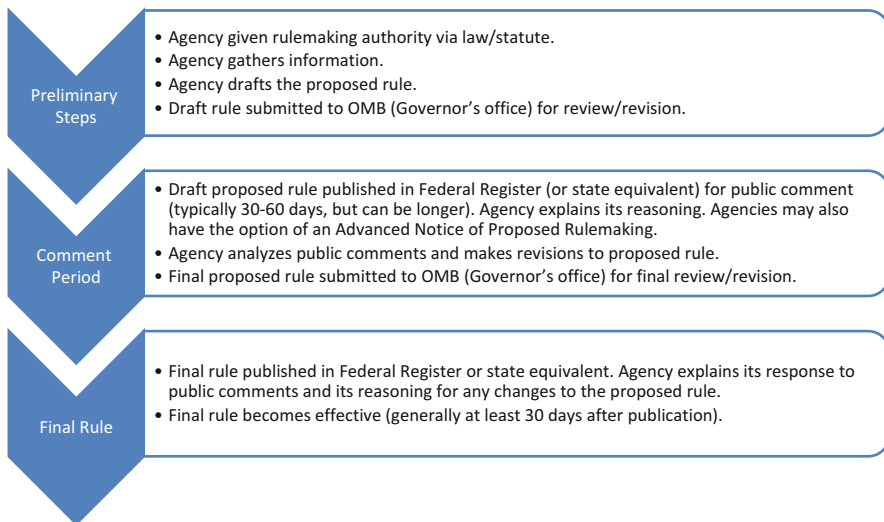 Preliminary
Steps
• Agency given rulemaking authority via law/statute.
• Agency gathers information.
• Agency drafts the proposed rule.
• Draft rule submitted to OMB (Governor's office) for review/revision.
Comment
Period
• Draft proposed rule published in Federal Register (or state equivalent) for public comment
(typically 30-60 days, but can be longer). Agency explains its reasoning. Agencies may also
have the option of an Advanced Notice of Proposed Rulemaking.
• Agency analyzes public comments and makes revisions to proposed rule.
• Final proposed rule submitted to OMB (Governor's office) for final review/revision.
Final Rule
• Final rule published in Federal Register or state equivalent. Agency explains its response to
public comments and its reasoning for any changes to the proposed rule.
• Final rule becomes effective (generally at least 30 days after publication).